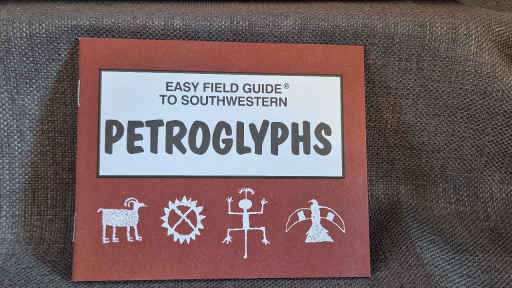 EASY FIELD GUIDE®
TO SOUTHWESTERN
PETROGLYPHS